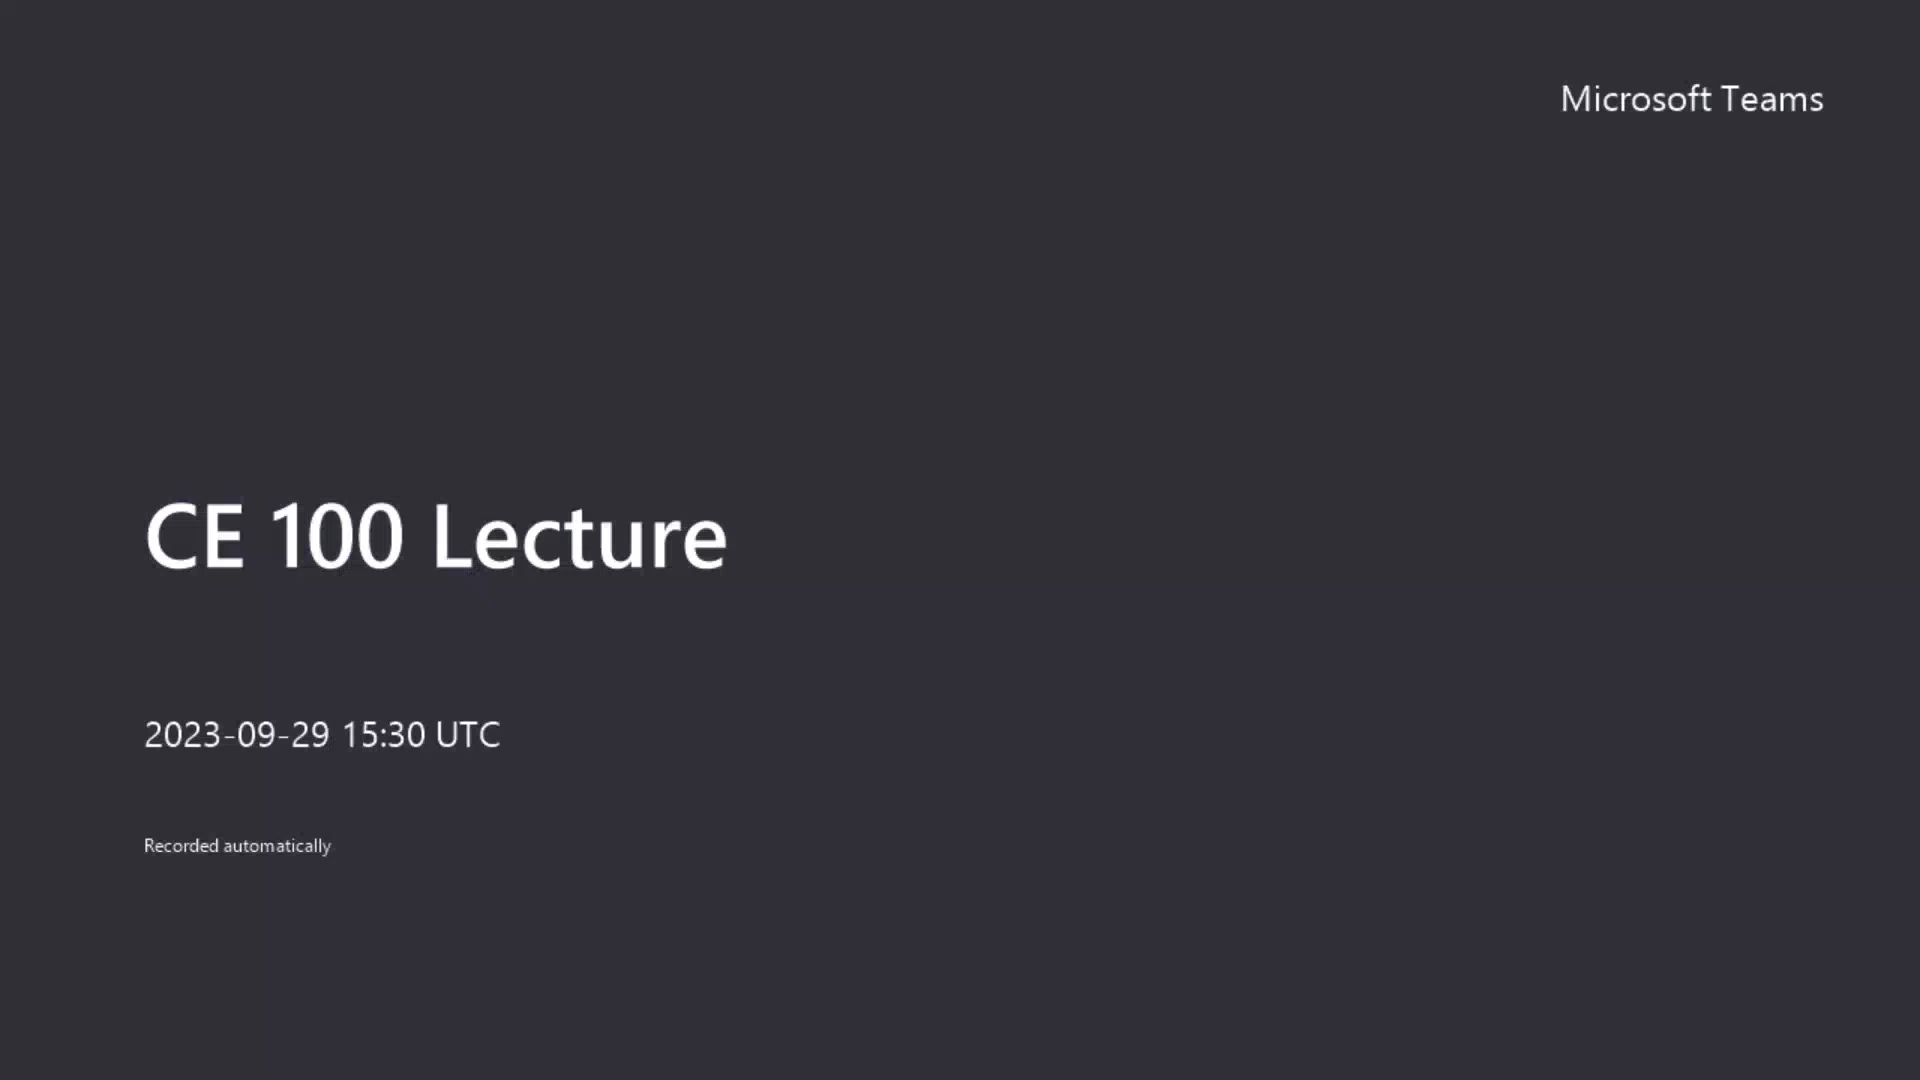 Microsoft Teams
CE 100 Lecture
2023-09-29 15:30 UTC
Recorded automatically